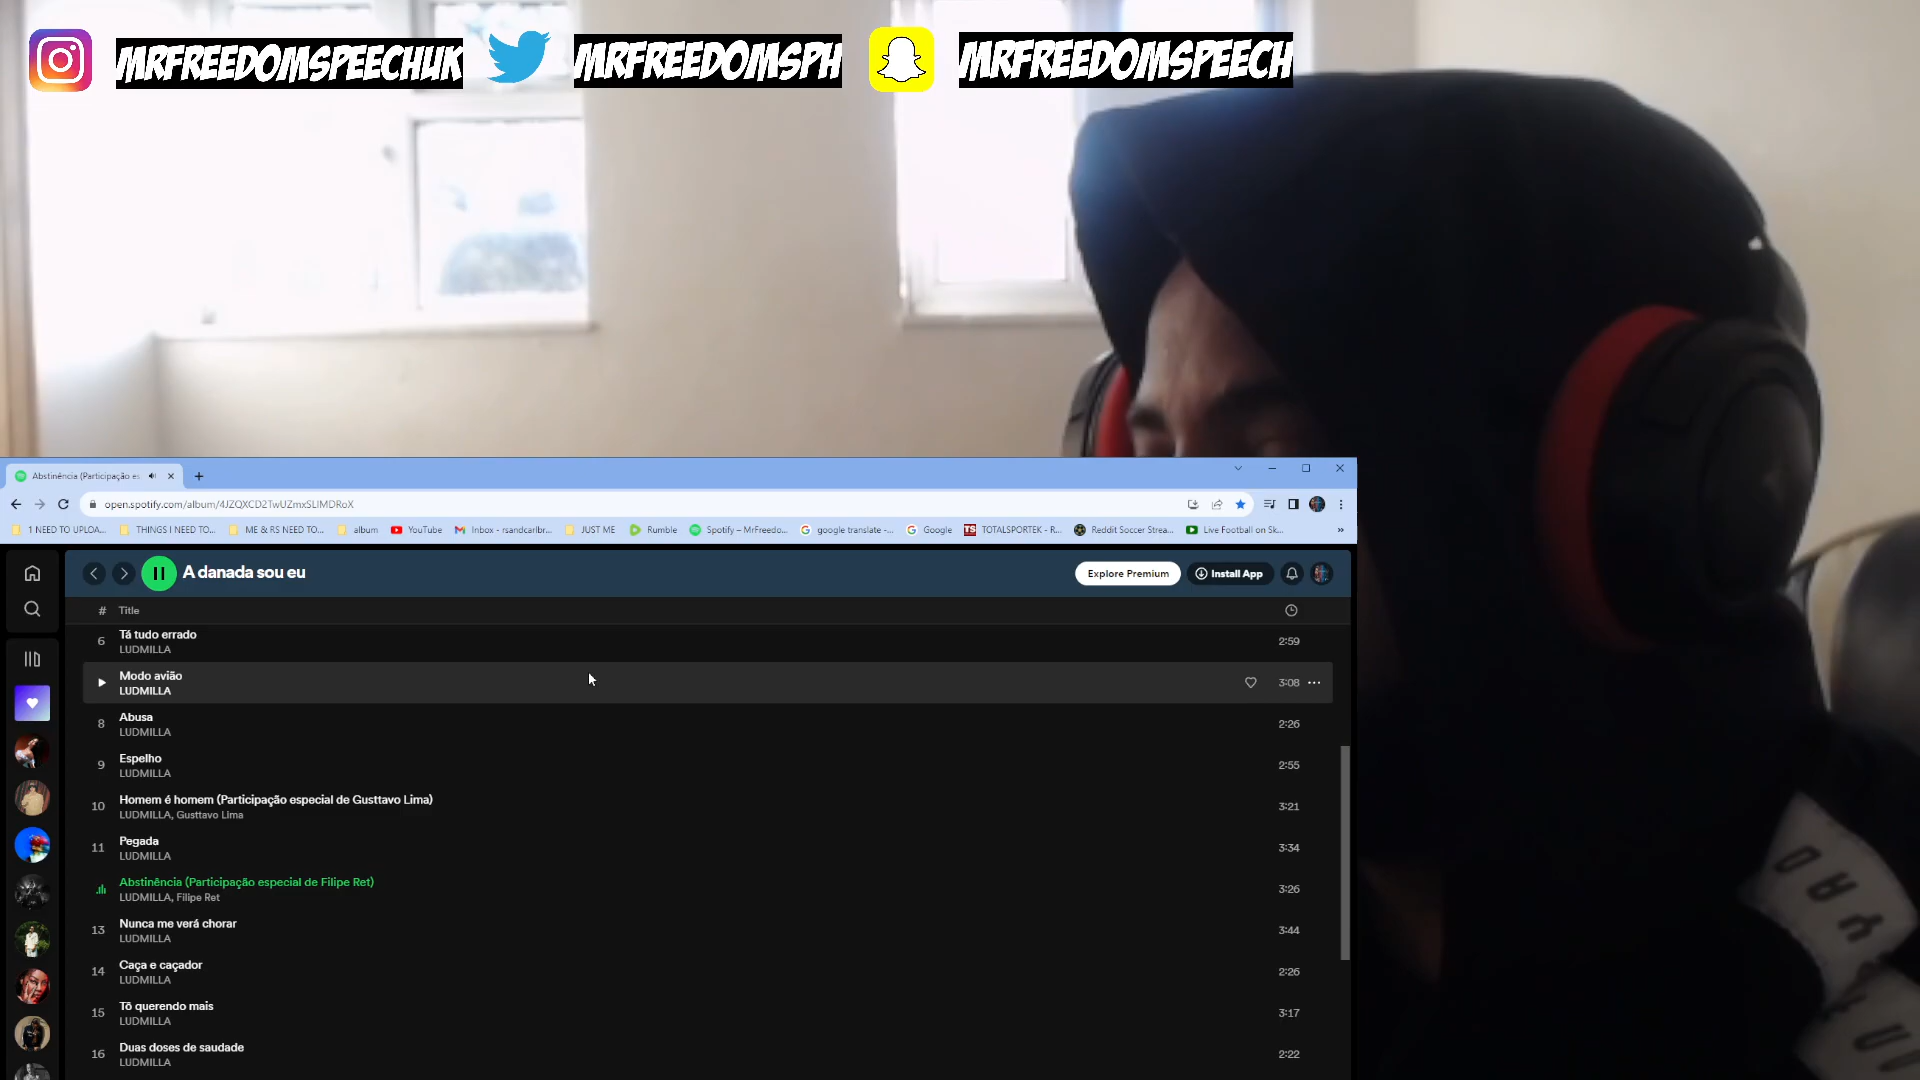 MRFREEDOMSPEECHUK MRFREEDOMSPH MRFREEDOMSPEECH
Abstinência (Participação es
open.spotify.com/album/4JZQXCD2TwUZmxSLIMDRoX
1 NEED TO UPLOA... THINGS I NEED TO... ME & RS NEED TO... album YouTube Inbox - rsandcarlbr... JUST ME Rumble Spotify – MrFreedo... google translate -... Google TOTALSPORTEK - R... Reddit Soccer Strea... Live Football on Sk... »
A danada sou eu Explore Premium Install App
# Title
6 Tá tudo errado 2:59
LUDMILLA
Modo avião 3:08
LUDMILLA
8 Abusa 2:26
LUDMILLA
9 Espelho 2:55
LUDMILLA
10 Homem é homem (Participação especial de Gusttavo Lima) 3:21
LUDMILLA, Gusttavo Lima
11 Pegada 3:34
LUDMILLA
Abstinência (Participação especial de Filipe Ret) 3:26
LUDMILLA, Filipe Ret
13 Nunca me verá chorar 3:44
LUDMILLA
14 Caça e caçador 2:26
LUDMILLA
15 Tô querendo mais 3:17
LUDMILLA
16 Duas doses de saudade 2:22
LUDMILLA